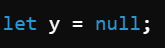 let y = null;